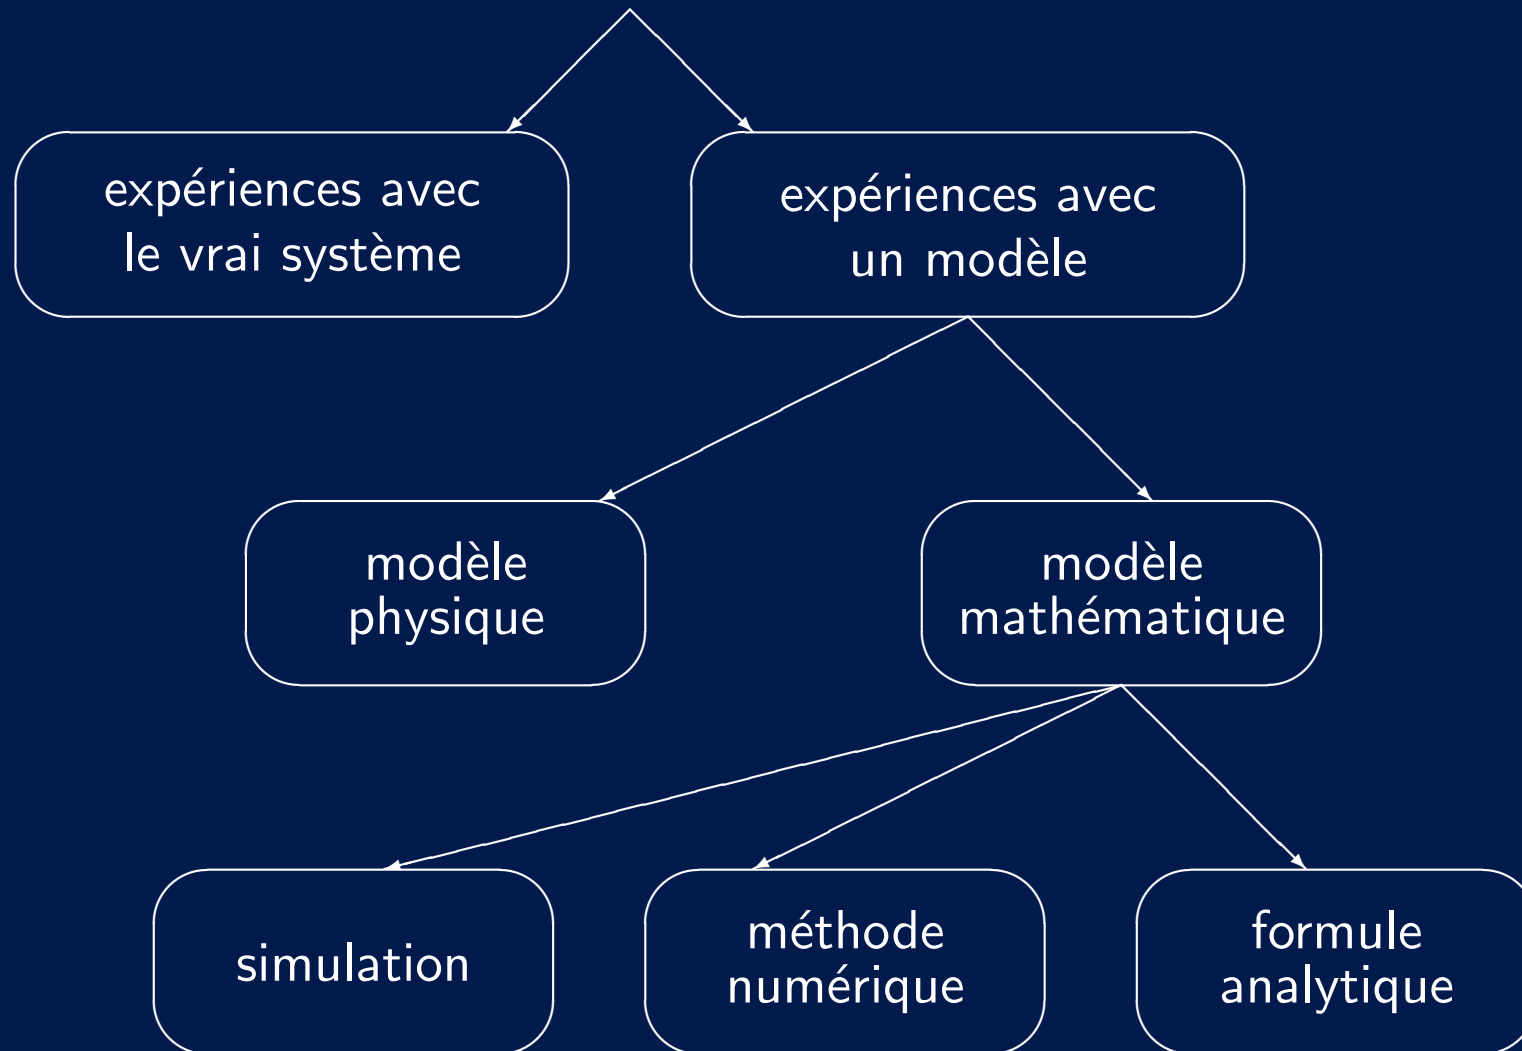 expériences avec
le vrai système
expériences avec
un modèle
modèle
physique
modèle
mathématique
simulation
méthode
numérique
formule
analytique